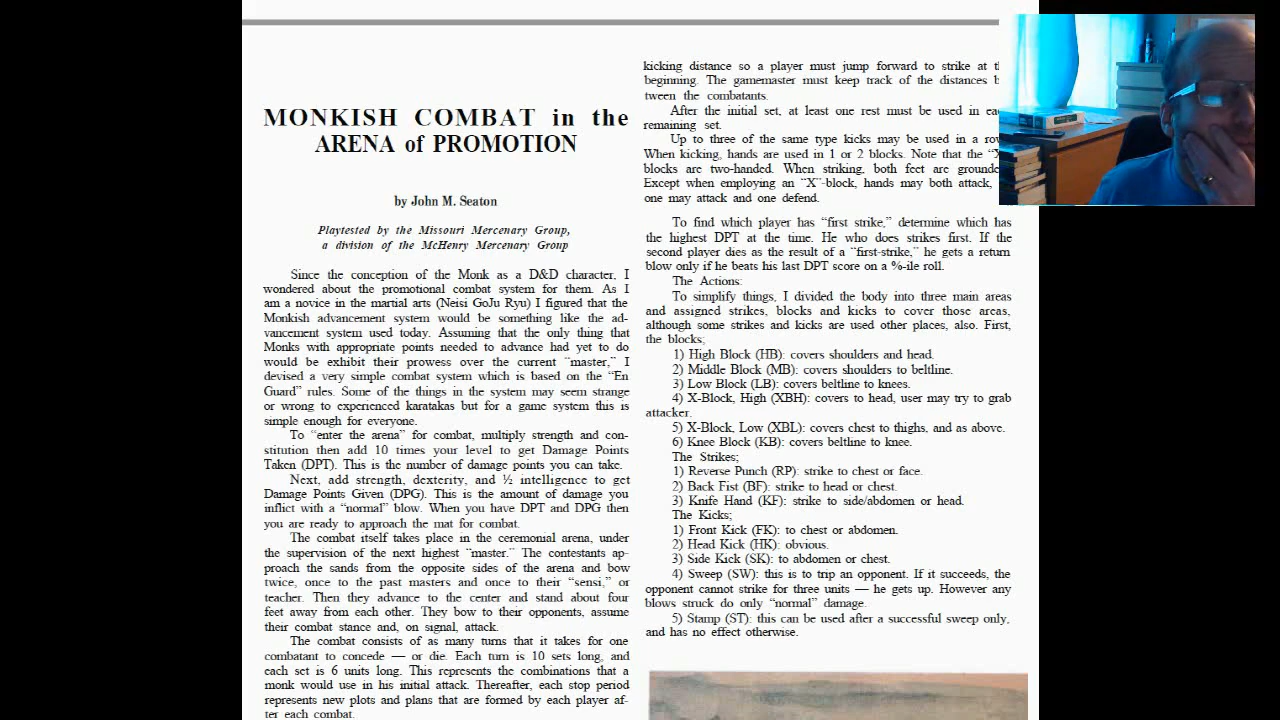 MONKISH COMBAT in the
ARENA of PROMOTION
by John M. Seaton
Playtested by the Missouri Mercenary Group,
a division of the McHenry Mercenary Group
Since the conception of the Monk as a D&D character, I
wondered about the promotional combat system for them. As I
am a novice in the martial arts (Neisi GoJu Ryu) I figured that the
Monkish advancement system would be something like the ad-
vancement system used today. Assuming that the only thing that
Monks with appropriate points needed to advance had yet to do
would be exhibit their prowess over the current “master,” I
devised a very simple combat system which is based on the “En
Guard” rules. Some of the things in the system may seem strange
or wrong to experienced karatakas but for a game system this is
simple enough for everyone.
To “enter the arena” for combat, multiply strength and con-
stitution then add 10 times your level to get Damage Points
Taken (DPT). This is the number of damage points you can take.
Next, add strength, dexterity, and ½ intelligence to get
Damage Points Given (DPG). This is the amount of damage you
inflict with a “normal” blow. When you have DPT and DPG then
you are ready to approach the mat for combat.
The combat itself takes place in the ceremonial arena, under
the supervision of the next highest “master.” The contestants ap-
proach the sands from the opposite sides of the arena and bow
twice, once to the past masters and once to their “sensi,” or
teacher. Then they advance to the center and stand about four
feet away from each other. They bow to their opponents, assume
their combat stance and, on signal, attack.
The combat consists of as many turns that it takes for one
combatant to concede — or die. Each turn is 10 sets long, and
each set is 6 units long. This represents the combinations that a
monk would use in his initial attack. Thereafter, each stop period
represents new plots and plans that are formed by each player af-
ter each combat.
kicking distance so a player must jump forward to strike at
beginning. The gamemaster must keep track of the distances
tween the combatants.
After the initial set, at least one rest must be used in
remaining set.
Up to three of the same type kicks may be used in a
When kicking, hands are used in 1 or 2 blocks. Note that the
blocks are two-handed. When striking, both feet are
Except when employing an “X”-block, hands may both attack,
one may attack and one defend.
To find which player has “first strike,” determine which has
the highest DPT at the time. He who does strikes first. If the
second player dies as the result of a “first-strike,” he gets a return
blow only if he beats his last DPT score on a %-ile roll.
The Actions:
To simplify things, I divided the body into three main areas
and assigned strikes, blocks and kicks to cover those areas,
although some strikes and kicks are used other places, also. First,
the blocks;
1) High Block (HB): covers shoulders and head.
2) Middle Block (MB): covers shoulders to beltline.
3) Low Block (LB): covers beltline to knees.
4) X-Block, High (XBH): covers to head, user may try to grab
attacker.
5) X-Block, Low (XBL): covers chest to thighs, and as above.
6) Knee Block (KB): covers beltline to knee.
The Strikes;
1) Reverse Punch (RP): strike to chest or face.
2) Back Fist (BF): strike to head or chest.
3) Knife Hand (KF): strike to side/abdomen or head.
The Kicks;
1) Front Kick (FK): to chest or abdomen.
2) Head Kick (HK): obvious.
3) Side Kick (SK): to abdomen or chest.
4) Sweep (SW): this is to trip an opponent. If it succeeds, the
opponent cannot strike for three units — he gets up. However any
blows struck do only “normal” damage.
5) Stamp (ST): this can be used after a successful sweep only,
and has no effect otherwise.